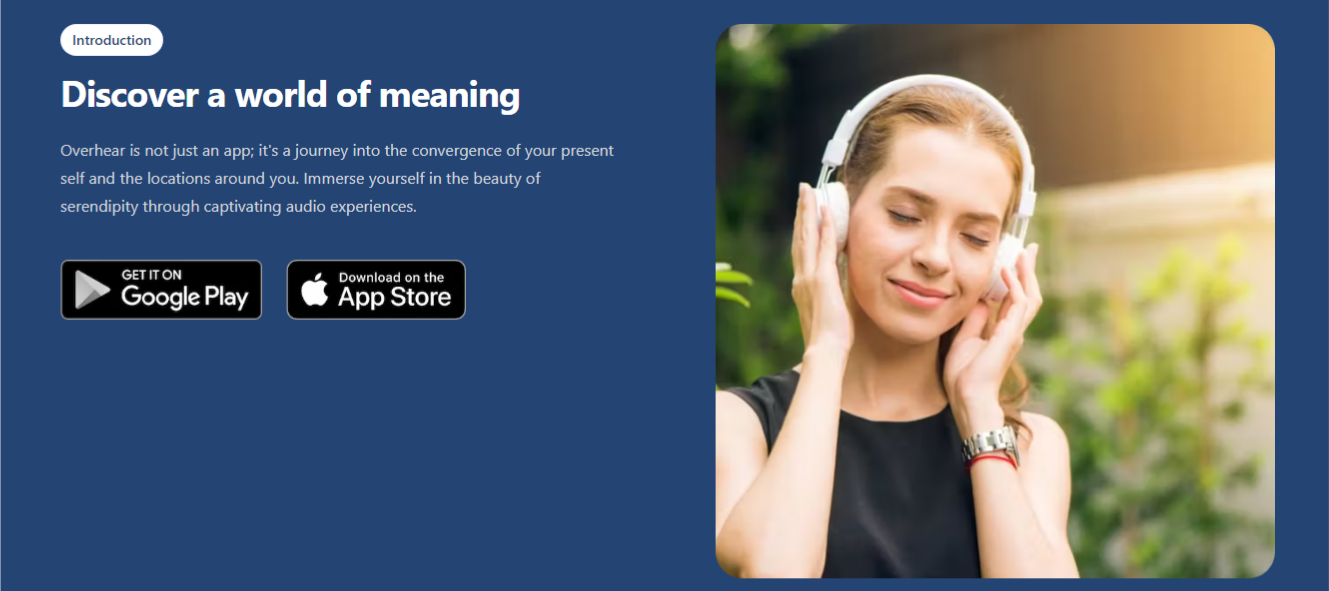 Introduction
Discover a world of meaning
Overhear is not just an app; it's a journey into the convergence of your present
self and the locations around you. Immerse yourself in the beauty of
serendipity through captivating audio experiences.
GET IT ON
Google Play
Download on the
App Store